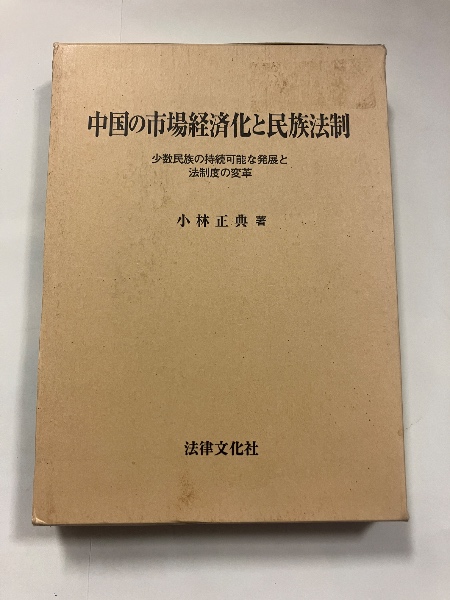 中国の市場経済化と民族法制
少数民族の持続可能な発展と
法制度の変革
小林正典 著
法律文化社